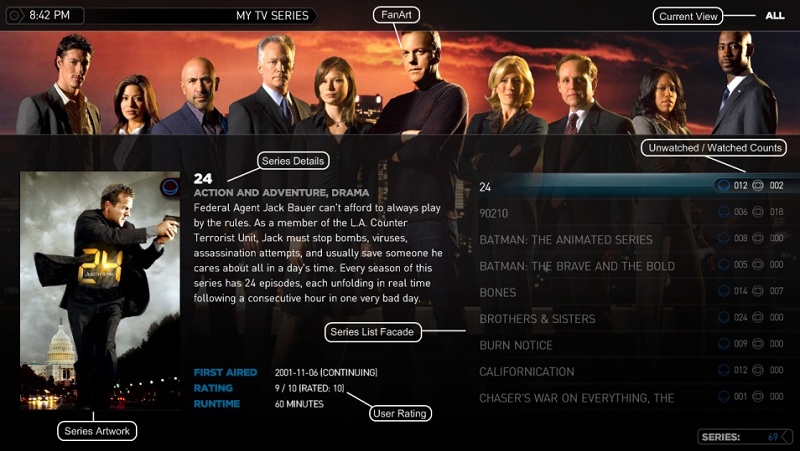 8:42 PM
MY TV SERIES
FanArt
Current View
ALL
Unwatched / Watched Counts
Series Details
24
ACTION AND ADVENTURE, DRAMA
Federal Agent Jack Bauer can't afford to always play
by the rules. As a member of the L.A. Counter
Terrorist Unit, Jack must stop bombs, viruses,
assassination attempts, and usually save someone he
cares about all in a day's time. Every season of this
series has 24 episodes, each unfolding in real time
following a consecutive hour in one very bad day.
24
24 012 002
90210 006 018
BATMAN: THE ANIMATED SERIES 008 000
BATMAN: THE BRAVE AND THE BOLD 005 000
BONES 014 007
BROTHERS & SISTERS 024 000
BURN NOTICE 009 000
CALIFORNICATION 012 000
CHASER'S WAR ON EVERYTHING, THE 001 000
Series List Facade
FIRST AIRED 2001-11-06 (CONTINUING)
RATING 9 / 10 (RATED: 10)
RUNTIME 60 MINUTES
User Rating
Series Artwork
SERIES: 69